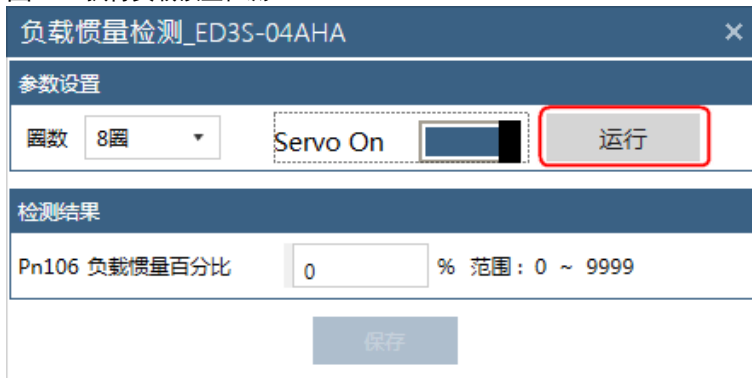 负载惯量检测_ED3S-04AHA ×
参数设置
圈数 8圈 Servo On 运行
检测结果
Pn106 负载惯量百分比 0 % 范围：0 ~ 9999
保存